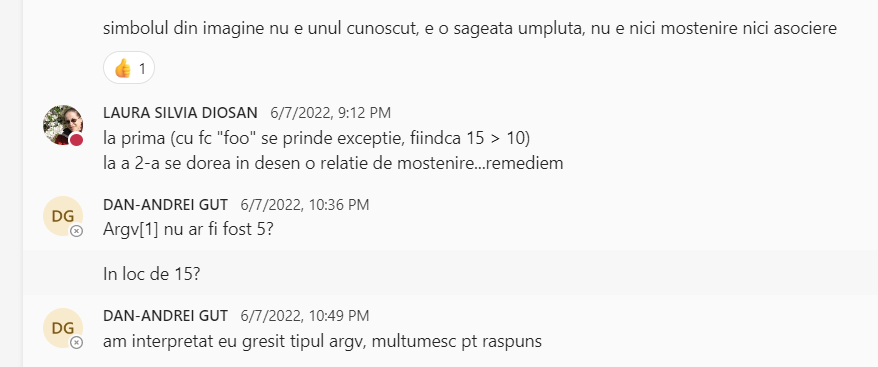 simbolul din imagine nu e unul cunoscut, e o sageata umpluta, nu e nici mostenire nici asociere
👍 1
LAURA SILVIA DIOSAN 6/7/2022, 9:12 PM
la prima (cu fc "foo" se prinde exceptie, fiindca 15 > 10)
la a 2-a se dorea in desen o relatie de mostenire...remediem
DG
DAN-ANDREI GUT 6/7/2022, 10:36 PM
Argv[1] nu ar fi fost 5?
In loc de 15?
DG
DAN-ANDREI GUT 6/7/2022, 10:49 PM
am interpretat eu gresit tipul argv, multumesc pt raspuns